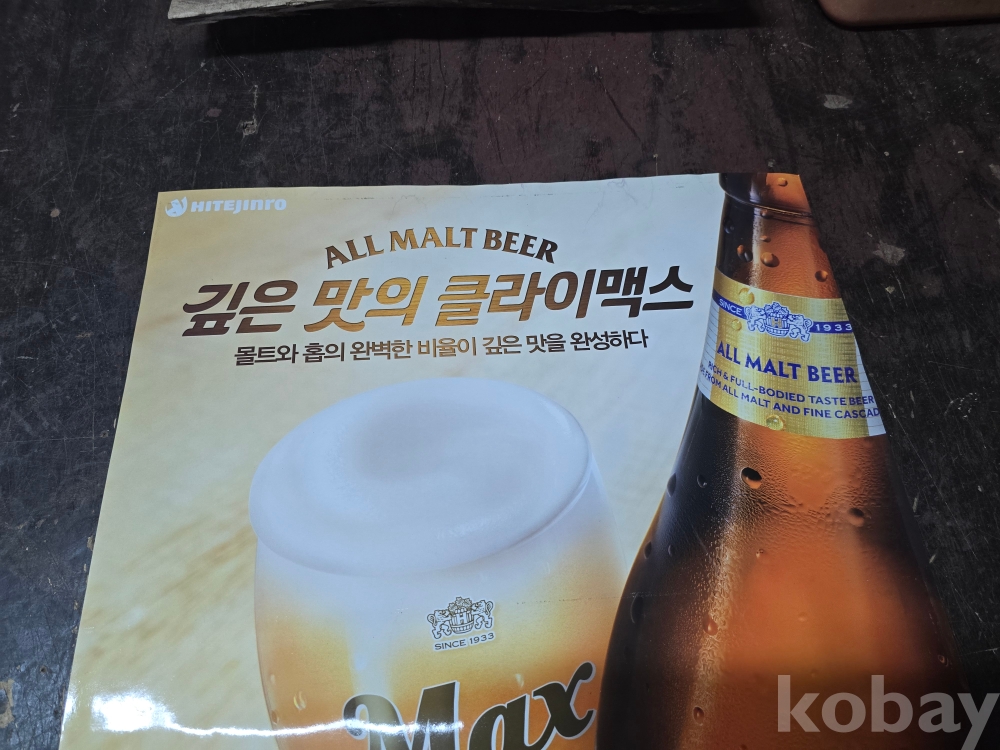 HITEJINRO
ALL MALT BEER
깊은 맛의 클라이맥스
몰트와 홉의 완벽한 비율이 깊은 맛을 완성하다
SINCE 1933
ALL MALT BEER
RICH & FULL-BODIED TASTE BEER
FROM ALL MALT AND FINE CASCAD
SINCE 1933
Max
kobay